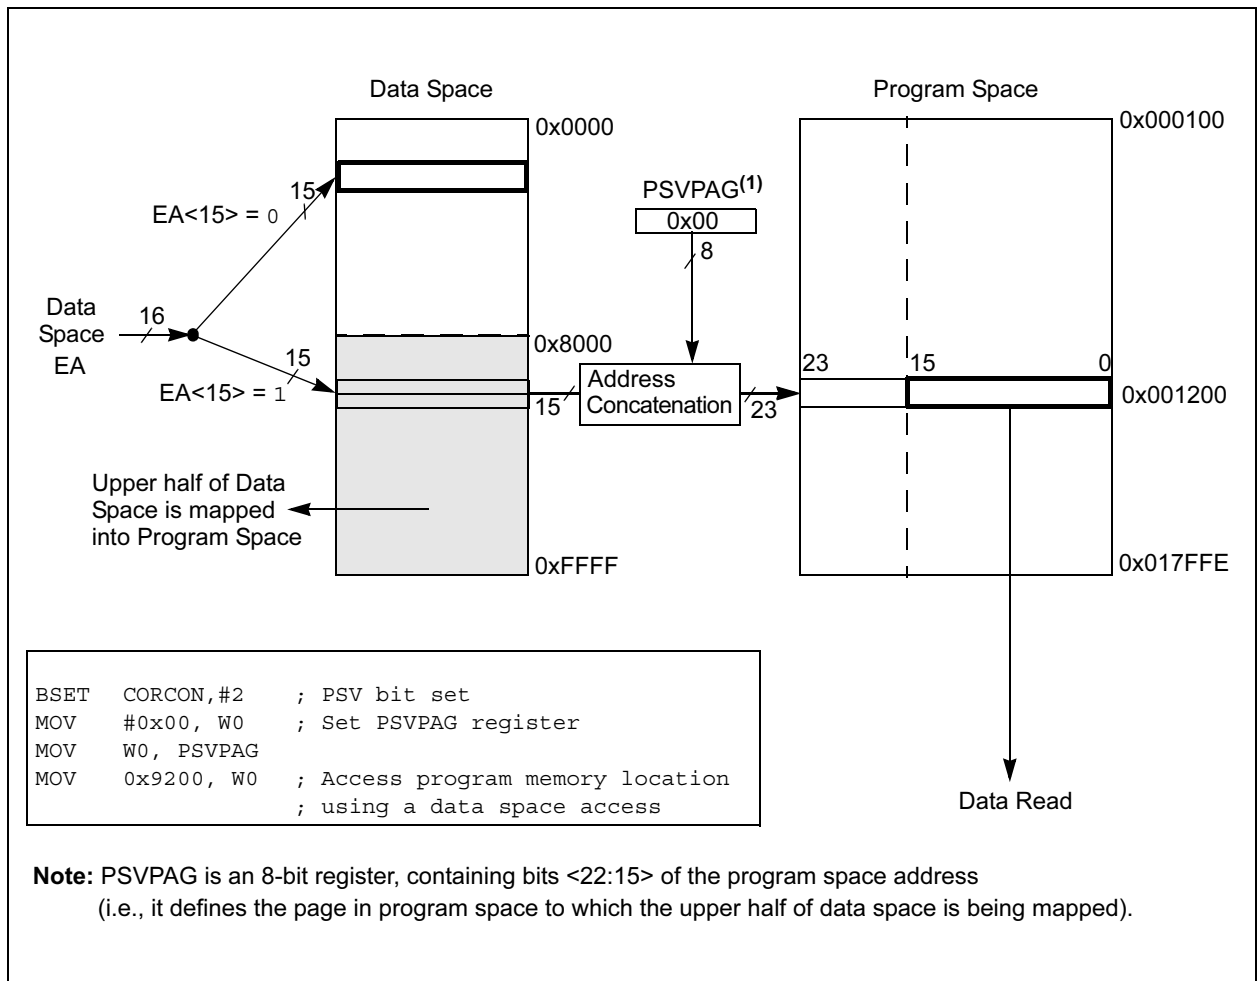 Data Space
Program Space
0x0000
0x000100
15
PSVPAG(1)
EA<15> = 0
0x00
8
Data
Space
EA
16
0x8000
15
EA<15> = 1
15
Address
Concatenation
23
23
15
0
0x001200
Upper half of Data
Space is mapped
into Program Space
0xFFFF
0x017FFE
BSET CORCON,#2 ; PSV bit set
MOV #0x00, W0 ; Set PSVPAG register
MOV W0, PSVPAG
MOV 0x9200, W0 ; Access program memory location
; using a data space access
Data Read
Note: PSVPAG is an 8-bit register, containing bits <22:15> of the program space address
(i.e., it defines the page in program space to which the upper half of data space is being mapped).